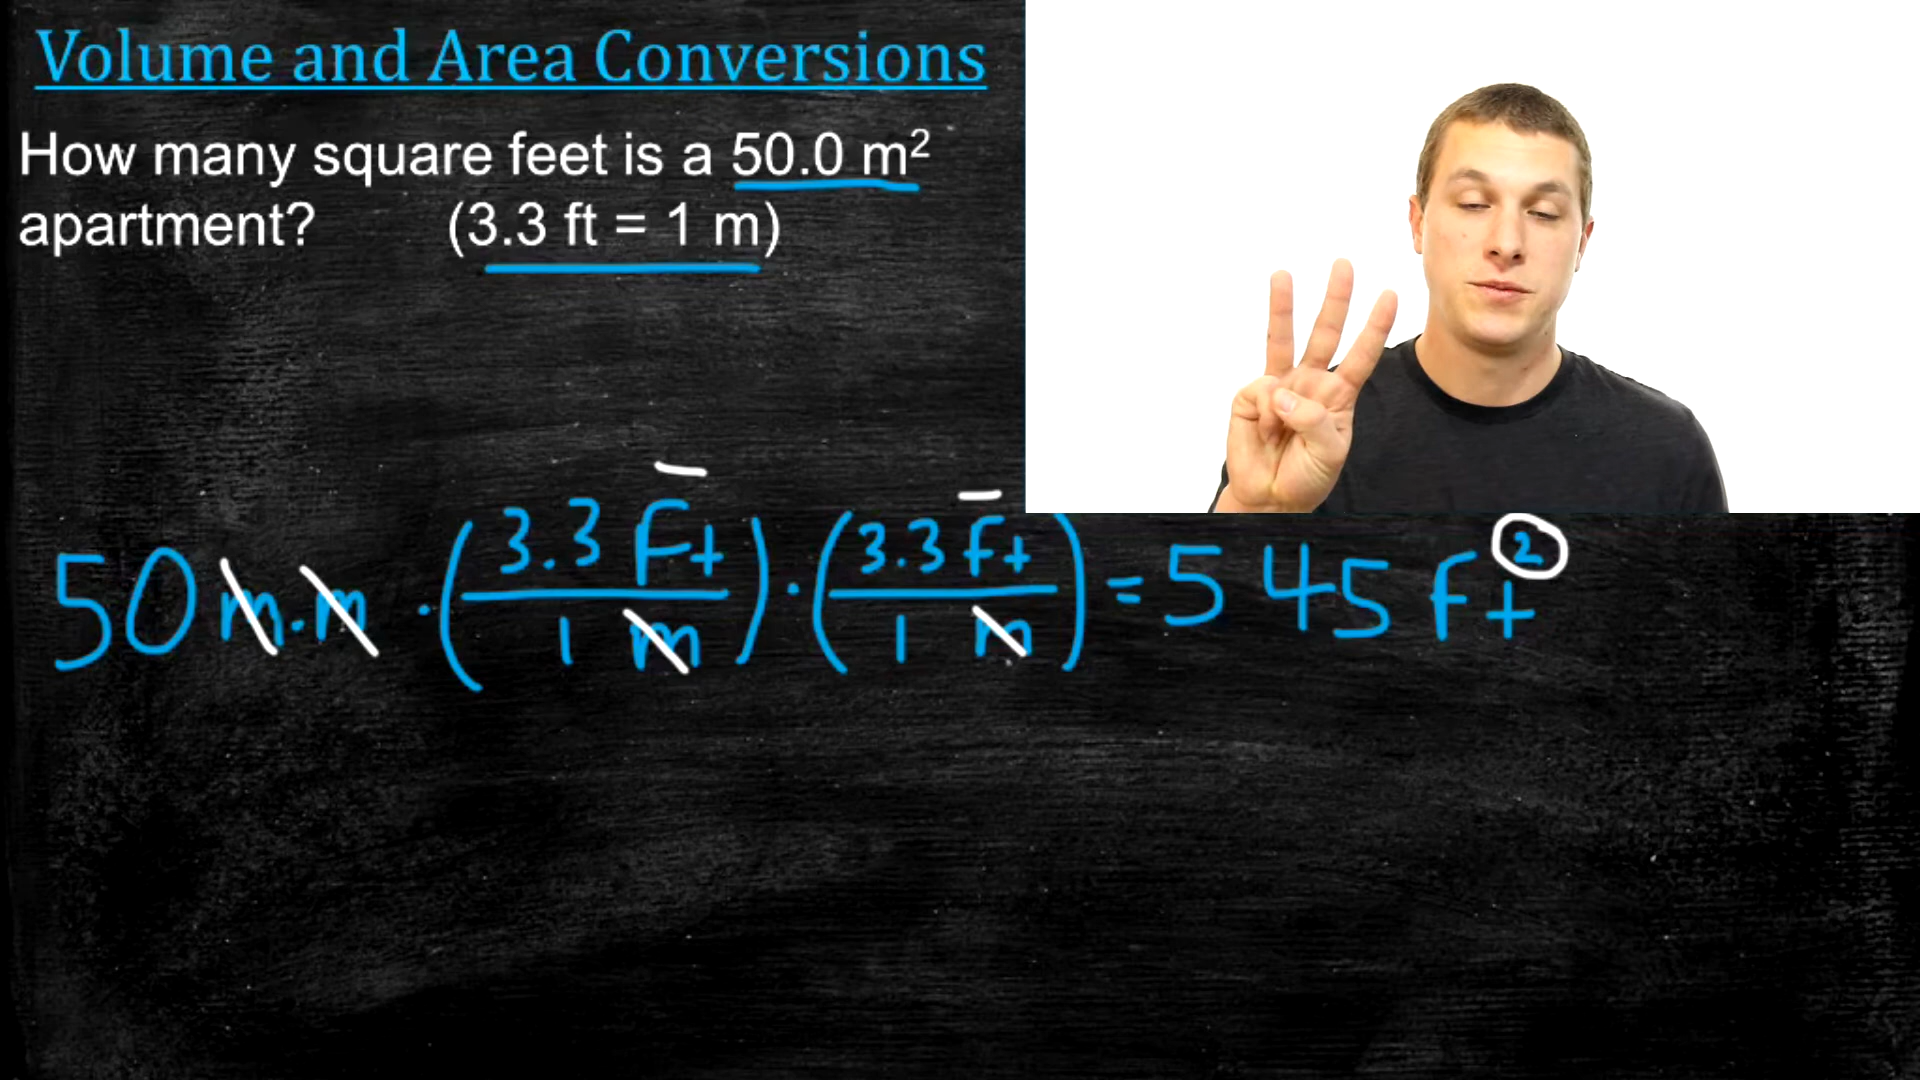 Volume and Area Conversions
How many square feet is a 50.0 m²
apartment? (3.3 ft = 1 m)
50 m·m · (3.3 ft / 1 m) · (3.3 ft / 1 m) = 545 ft²